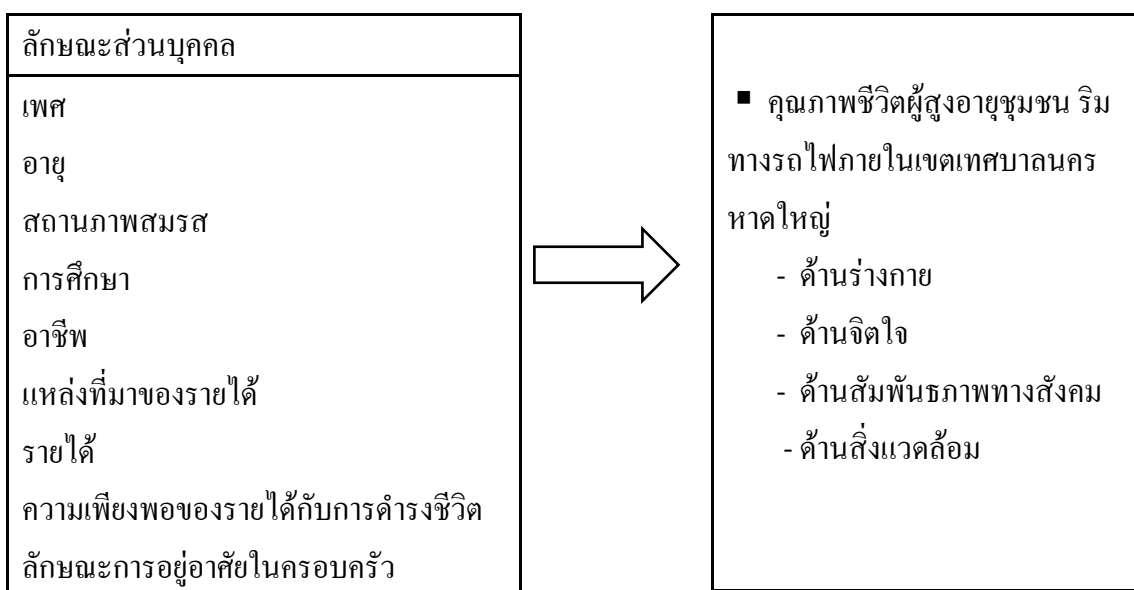 ลักษณะส่วนบุคคล
เพศ
อายุ
สถานภาพสมรส
การศึกษา
อาชีพ
แหล่งที่มาของรายได้
รายได้
ความเพียงพอของรายได้กับการดำรงชีวิต
ลักษณะการอยู่อาศัยในครอบครัว
▪ คุณภาพชีวิตผู้สูงอายุชุมชน ริม
ทางรถไฟภายในเขตเทศบาลนคร
หาดใหญ่
- ด้านร่างกาย
- ด้านจิตใจ
- ด้านสัมพันธภาพทางสังคม
- ด้านสิ่งแวดล้อม